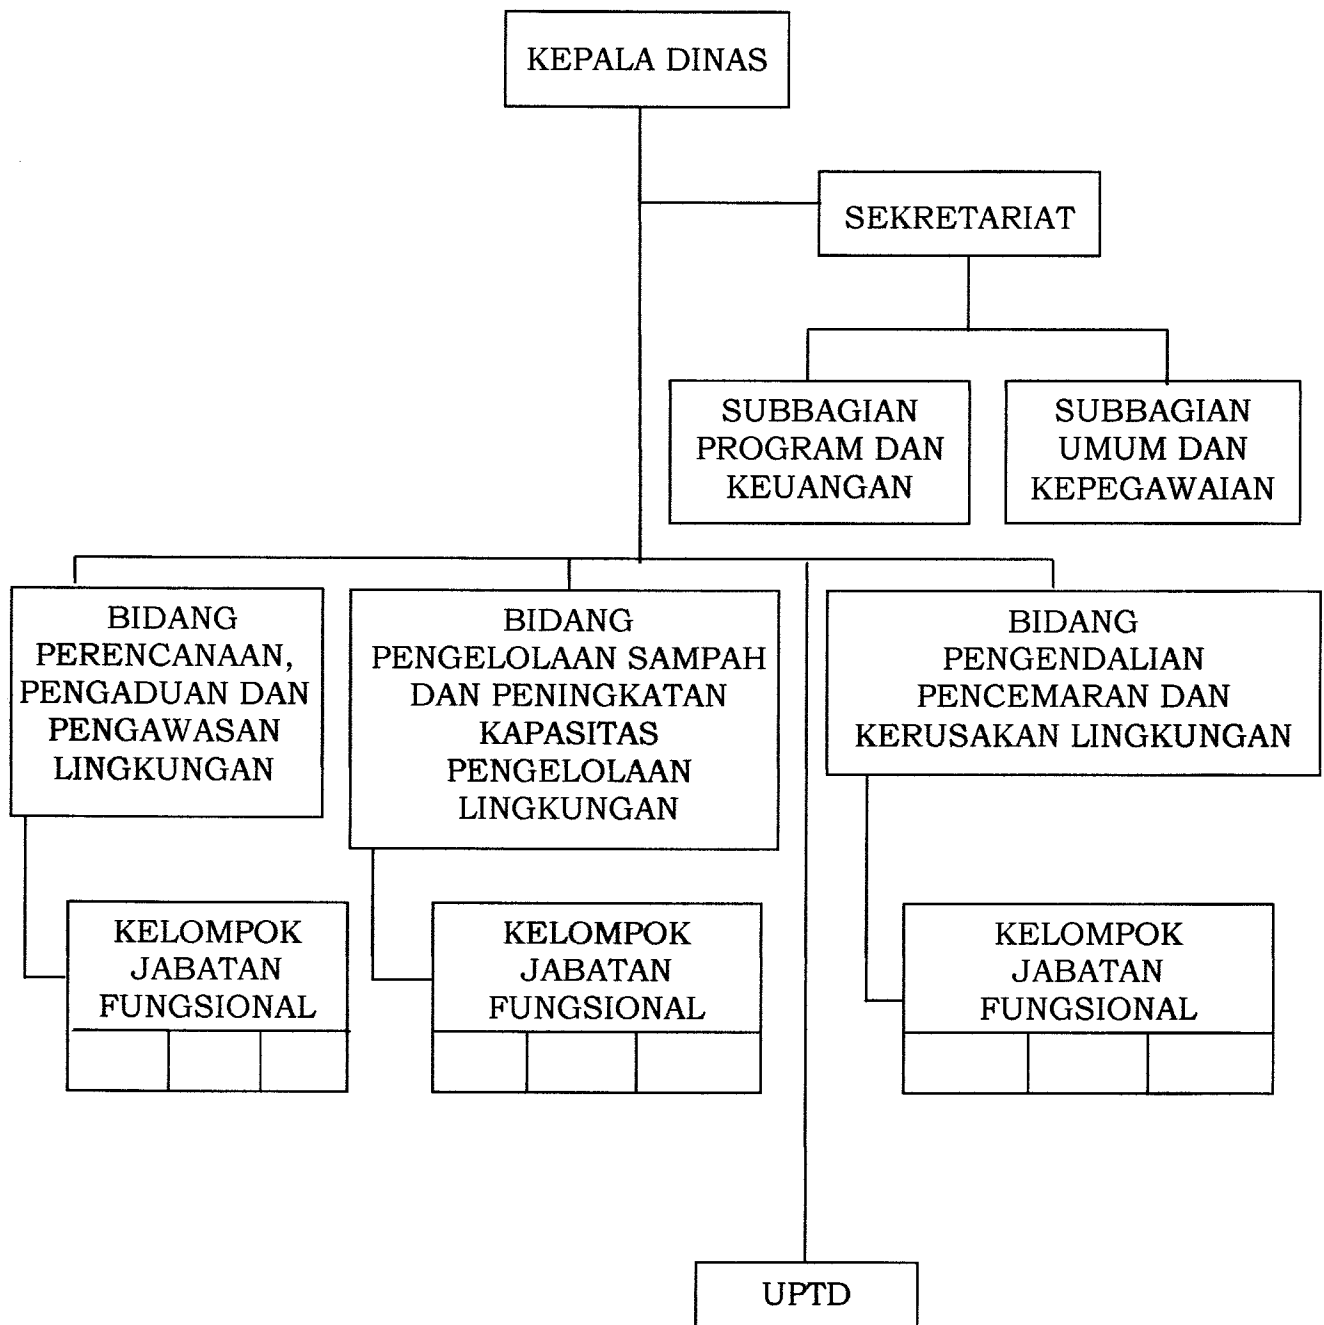 KEPALA DINAS
SEKRETARIAT
SUBBAGIAN
PROGRAM DAN
KEUANGAN
SUBBAGIAN
UMUM DAN
KEPEGAWAIAN
BIDANG
PERENCANAAN,
PENGADUAN DAN
PENGAWASAN
LINGKUNGAN
BIDANG
PENGELOLAAN SAMPAH
DAN PENINGKATAN
KAPASITAS
PENGELOLAAN
LINGKUNGAN
BIDANG
PENGENDALIAN
PENCEMARAN DAN
KERUSAKAN LINGKUNGAN
KELOMPOK
JABATAN
FUNGSIONAL
KELOMPOK
JABATAN
FUNGSIONAL
KELOMPOK
JABATAN
FUNGSIONAL
UPTD